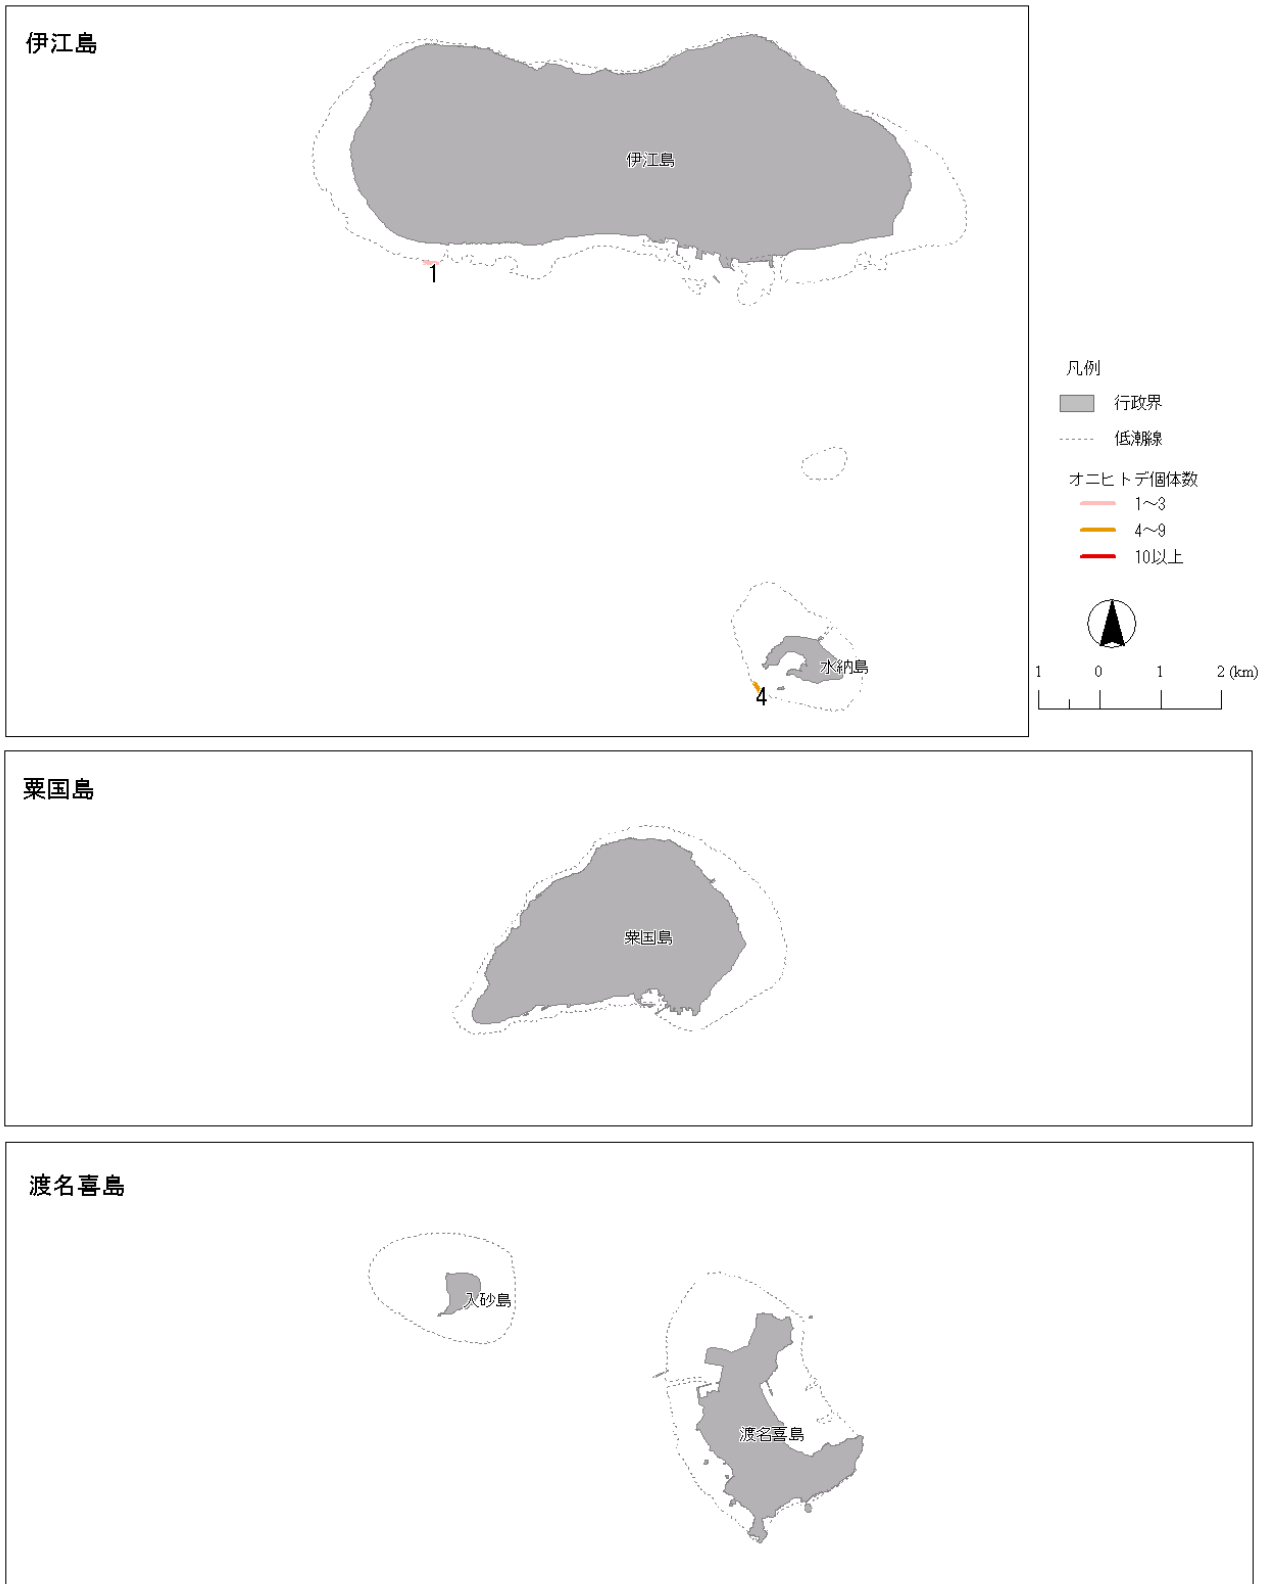 伊江島
伊江島
1
水納島
4
凡例
行政界
低潮線
オニヒトデ個体数
1～3
4～9
10以上
1 0 1 2 (km)
粟国島
粟国島
渡名喜島
入砂島
渡名喜島